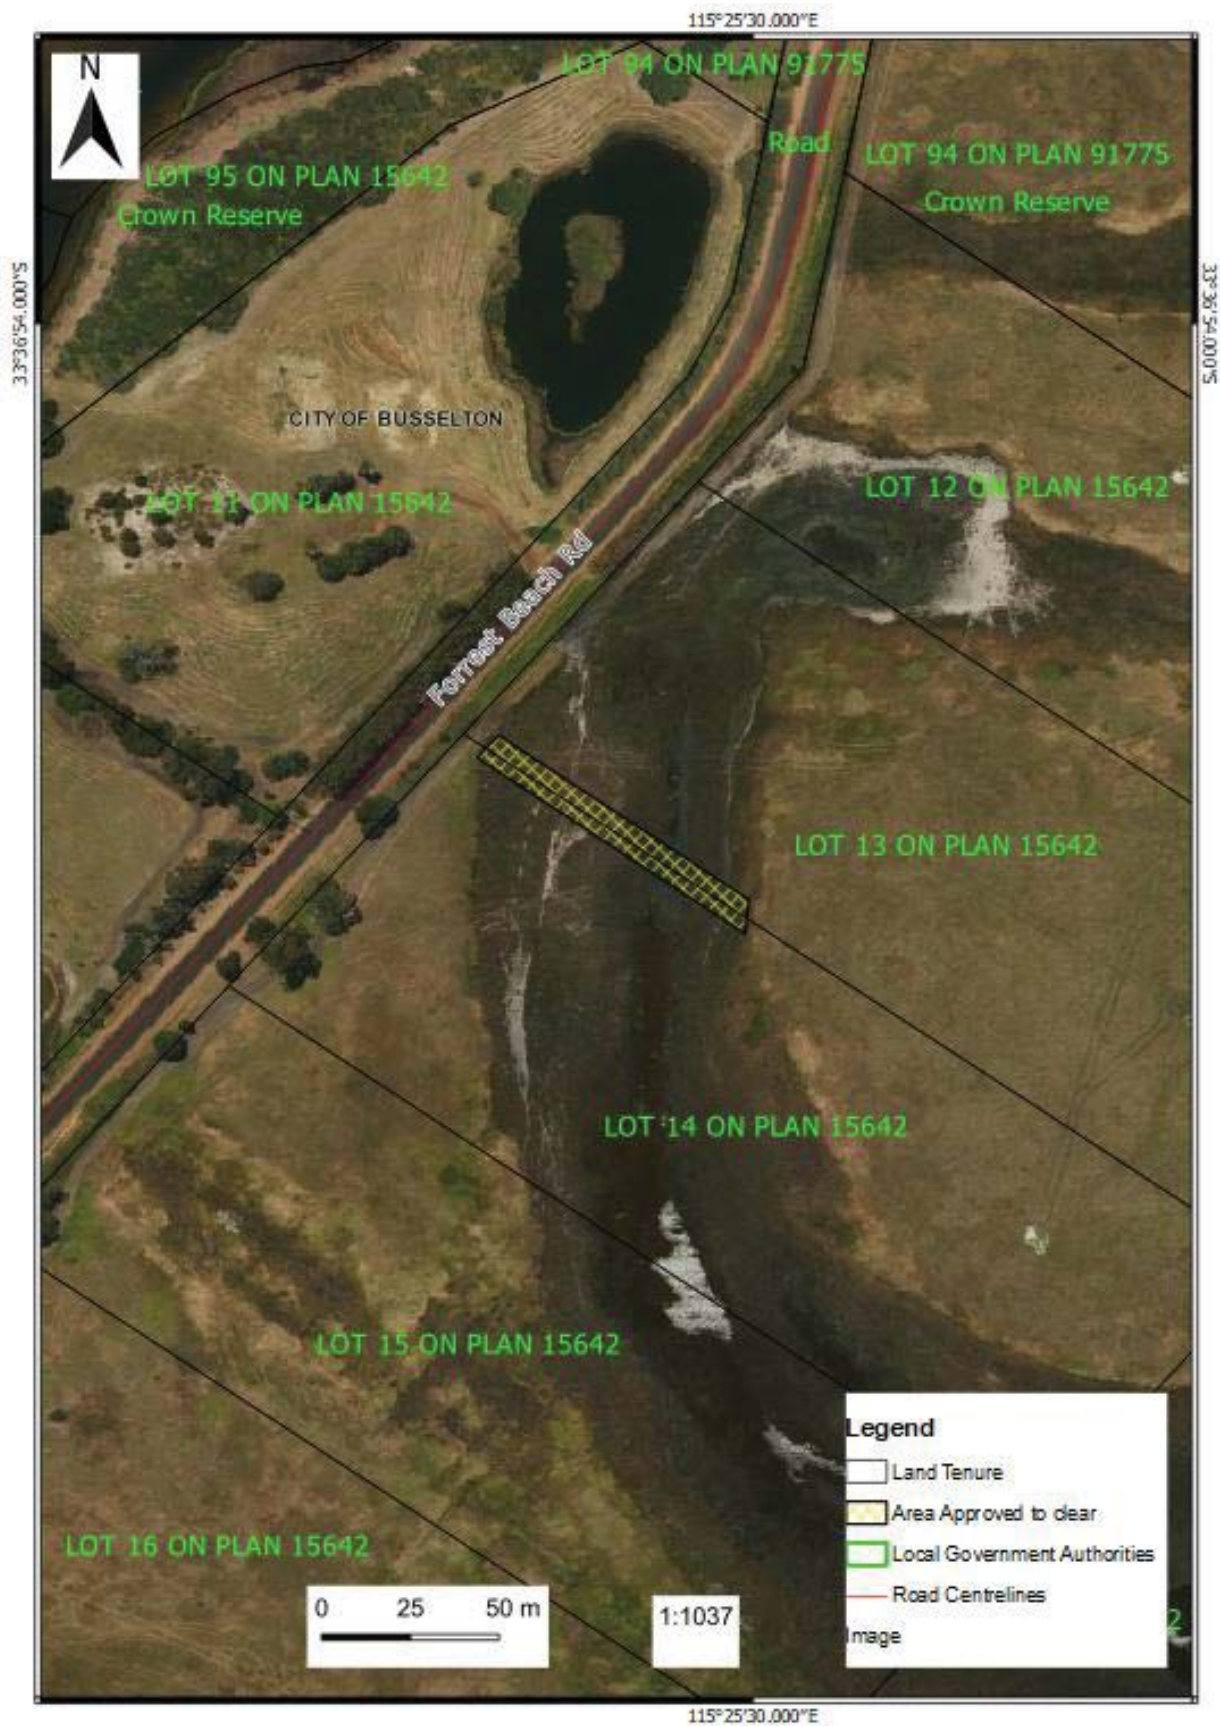 115°25'30.000"E
N
LOT 94 ON PLAN 91775
Road
LOT 94 ON PLAN 91775
Crown Reserve
LOT 95 ON PLAN 15642
Crown Reserve
33°36'54.000"S
33°36'54.000"S
CITY OF BUSSELTON
LOT 11 ON PLAN 15642
LOT 12 ON PLAN 15642
Forrest Beach Rd
LOT 13 ON PLAN 15642
LOT 14 ON PLAN 15642
LOT 15 ON PLAN 15642
LOT 16 ON PLAN 15642
Legend
Land Tenure
Area Approved to clear
Local Government Authorities
Road Centrelines
Image
0 25 50 m
1:1037
2
115°25'30.000"E